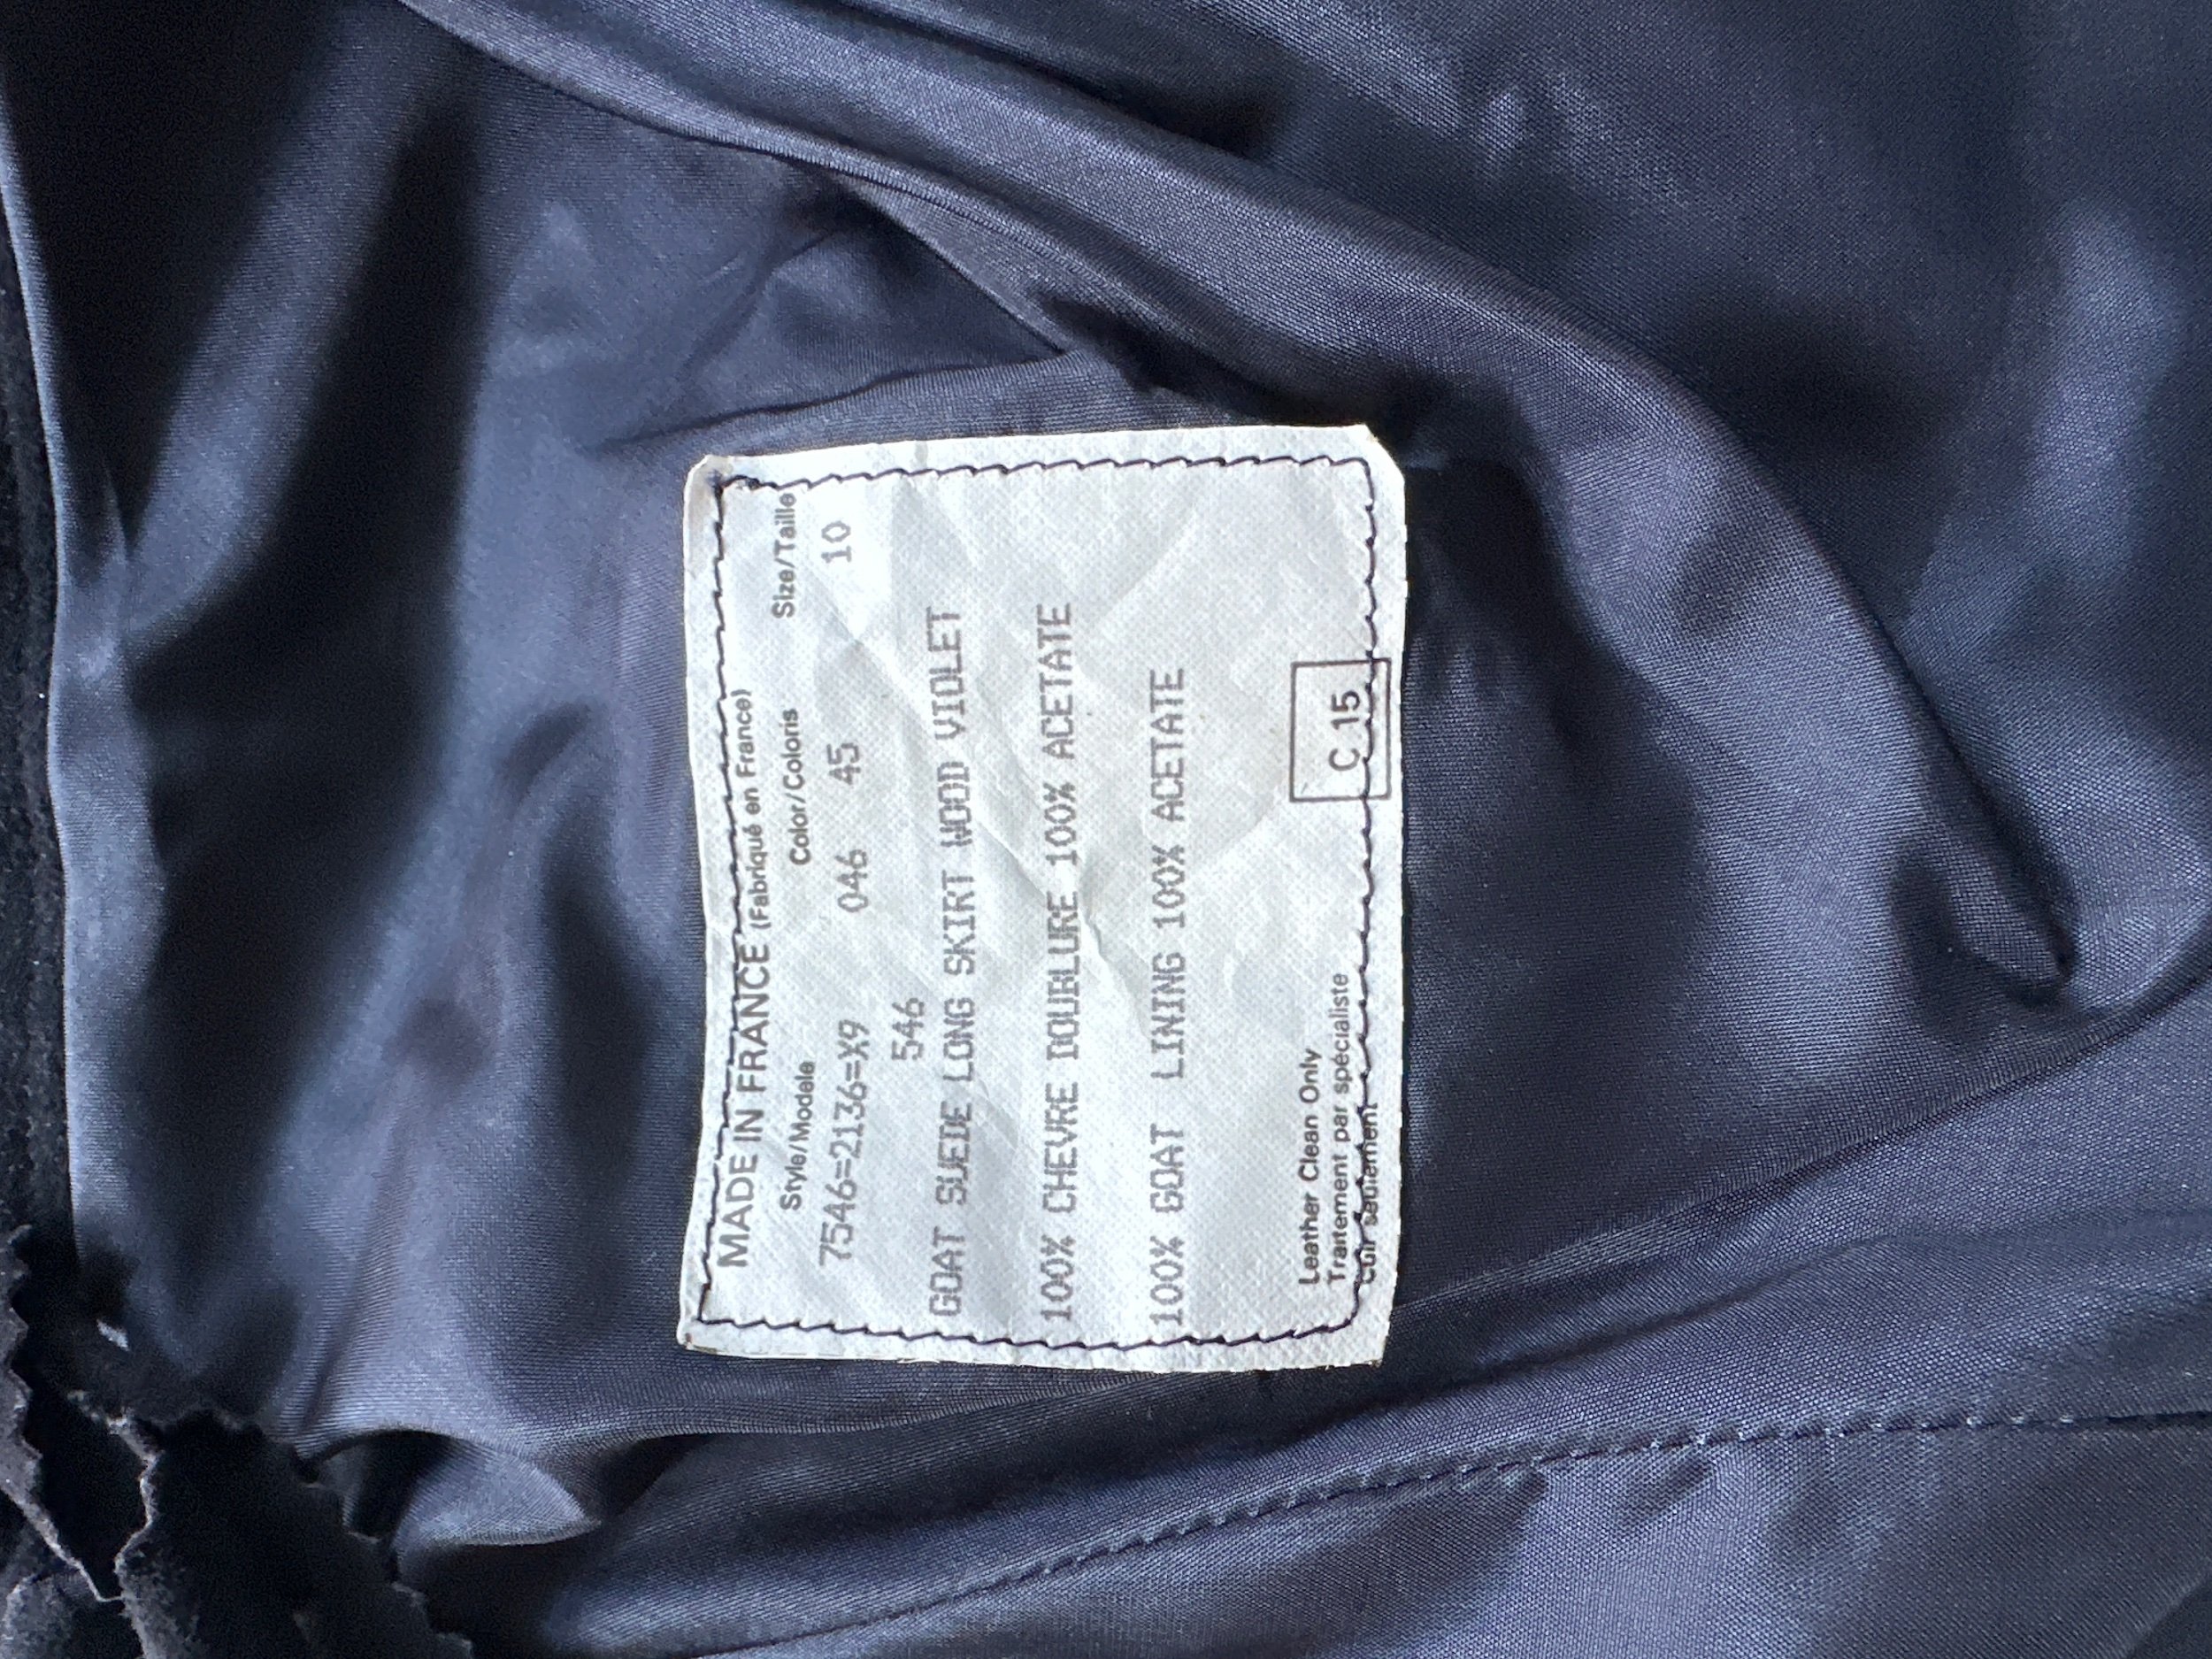 MADE IN FRANCE (Fabriqué en France)
Style/Modele Color/Coloris Size/Taille
7546=2136=X9 046 45 10
546
GOAT SUEDE LONG SKIRT WOOD VIOLET
100% CHEVRE DOUBLURE 100% ACETATE
100% GOAT LINING 100% ACETATE
Leather Clean Only
Traitement par spécialiste
Cuir seulement
C 15